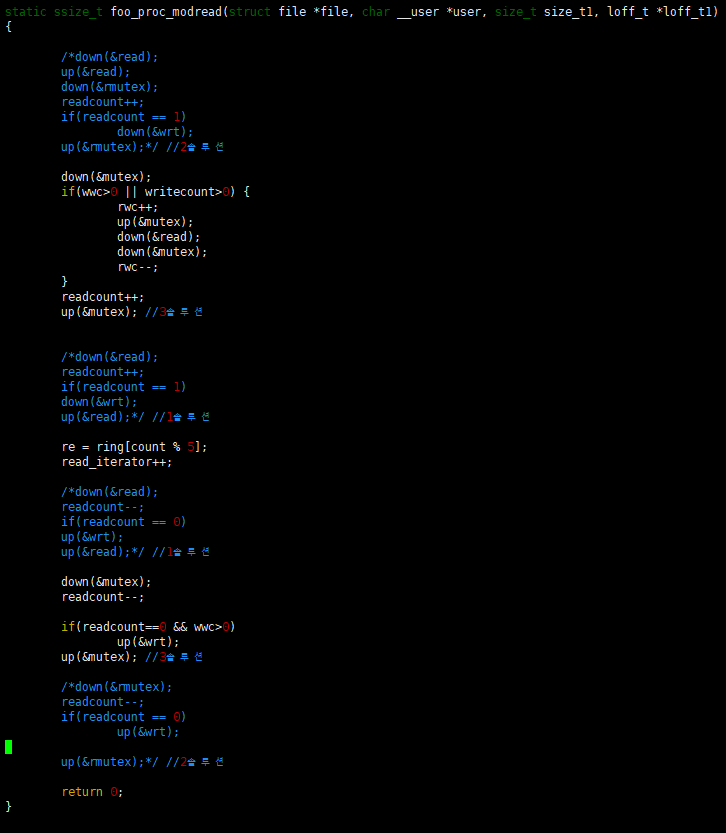 static ssize_t foo_proc_modread(struct file *file, char __user *user, size_t size_t1, loff_t *loff_t1)
{
/*down(&read);
up(&read);
down(&rmutex);
readcount++;
if(readcount == 1)
down(&wrt);
up(&rmutex);*/ //2솔루션
down(&mutex);
if(wwc>0 || writecount>0) {
rwc++;
up(&mutex);
down(&read);
down(&mutex);
rwc--;
}
readcount++;
up(&mutex); //3솔루션
/*down(&read);
readcount++;
if(readcount == 1)
down(&wrt);
up(&read);*/ //1솔루션
re = ring[count % 5];
read_iterator++;
/*down(&read);
readcount--;
if(readcount == 0)
up(&wrt);
up(&read);*/ //1솔루션
down(&mutex);
readcount--;
if(readcount==0 && wwc>0)
up(&wrt);
up(&mutex); //3솔루션
/*down(&rmutex);
readcount--;
if(readcount == 0)
up(&wrt);
up(&rmutex);*/ //2솔루션
return 0;
}